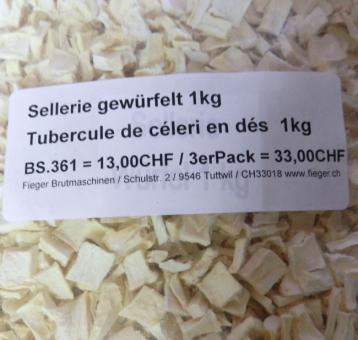 Sellerie gewürfelt 1kg
Tubercule de céleri en dés 1kg
BS.361 = 13,00CHF / 3erPack = 33,00CHF
Fieger Brutmaschinen / Schulstr. 2 / 9546 Tuttwil / CH33018 www.fieger.ch